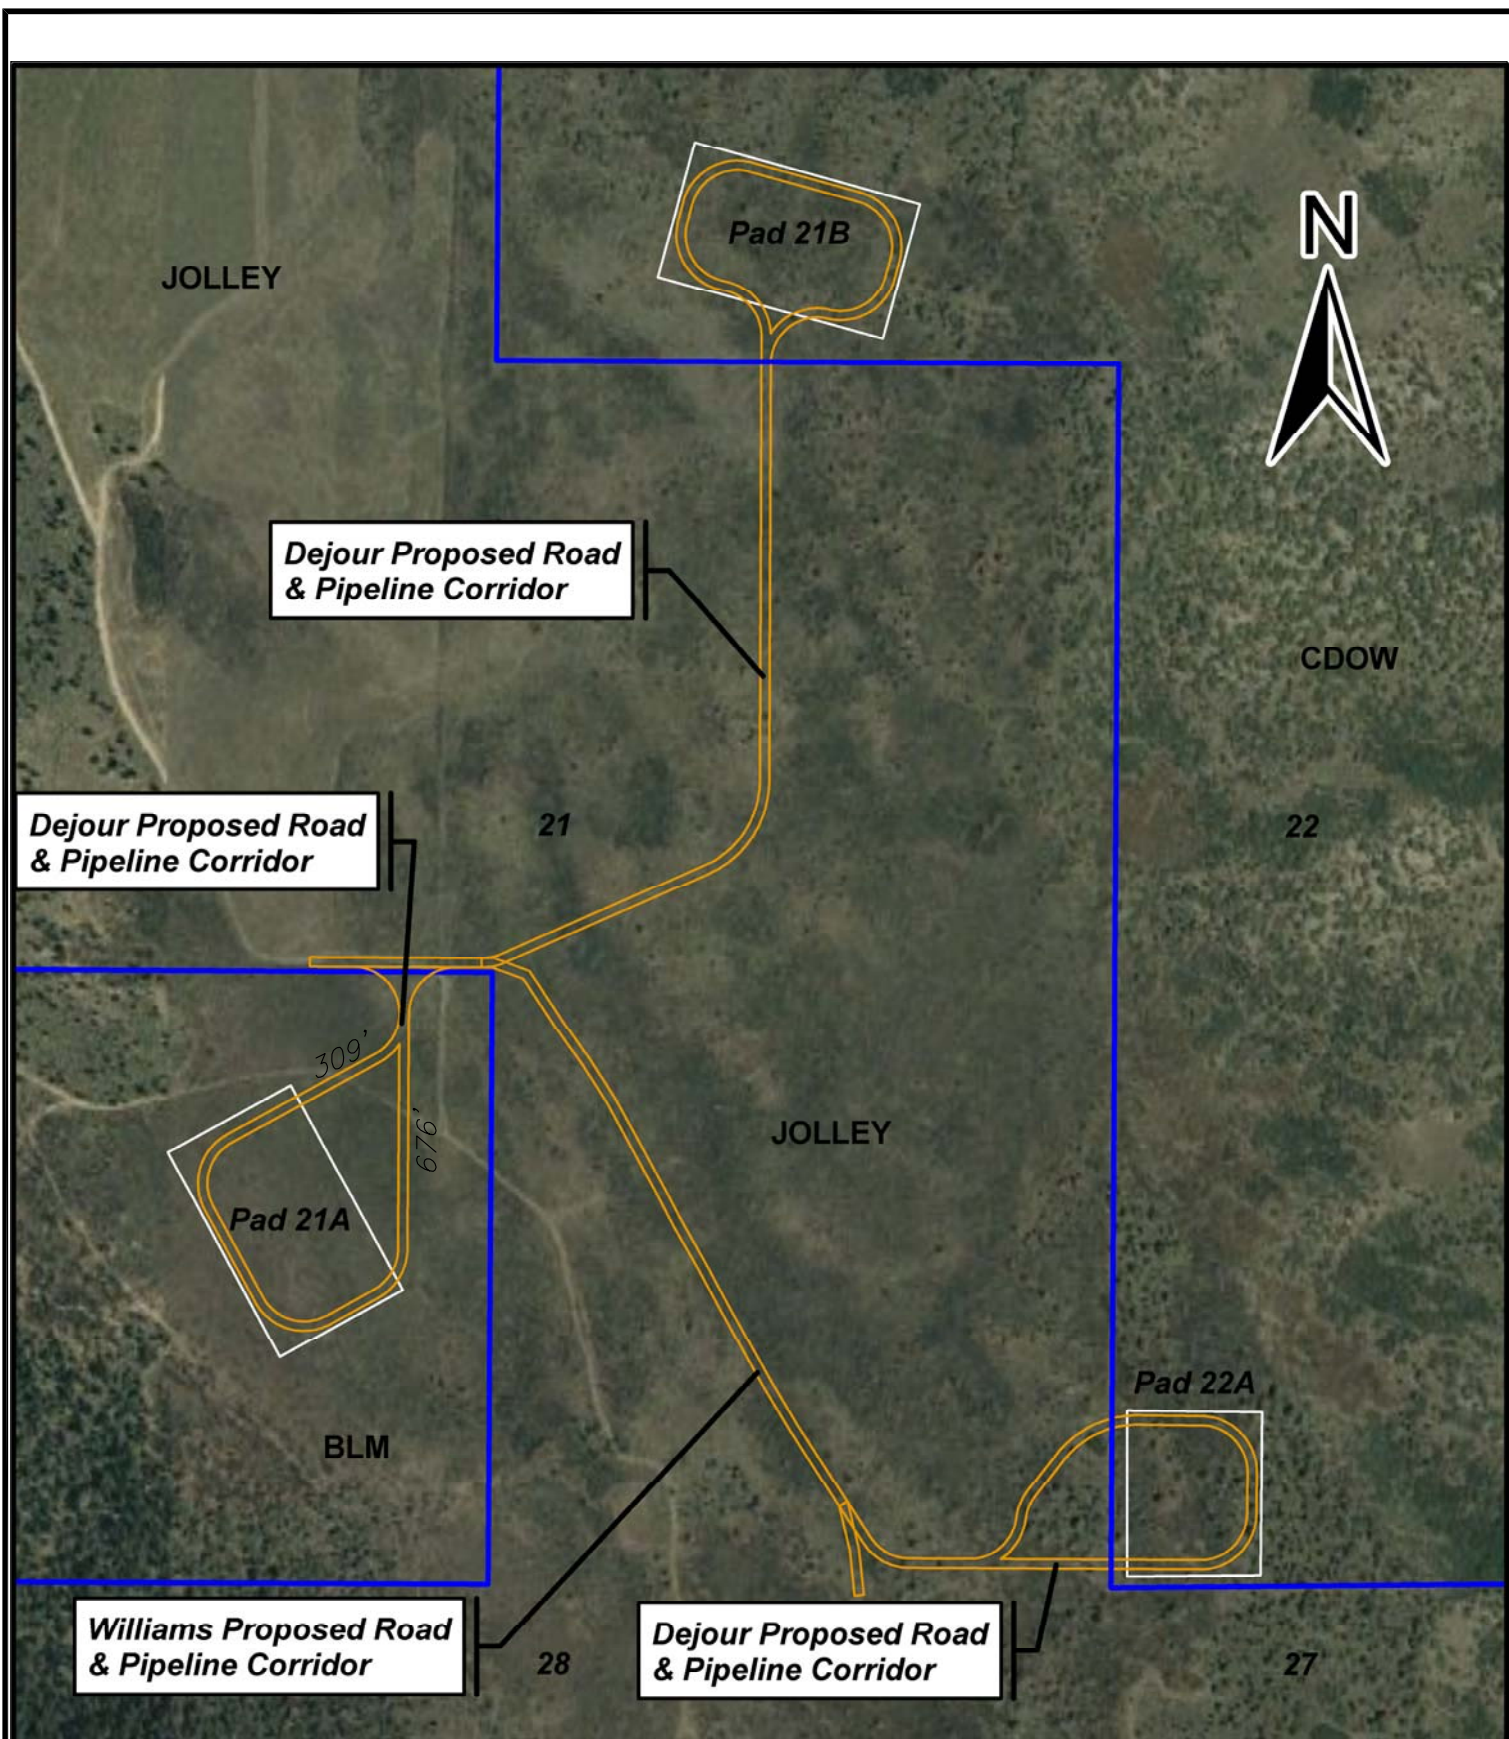 N
Pad 21B
JOLLEY
Dejour Proposed Road
& Pipeline Corridor
CDOW
Dejour Proposed Road
& Pipeline Corridor
21
22
309'
676'
JOLLEY
Pad 21A
Pad 22A
BLM
Williams Proposed Road
& Pipeline Corridor
28
Dejour Proposed Road
& Pipeline Corridor
27